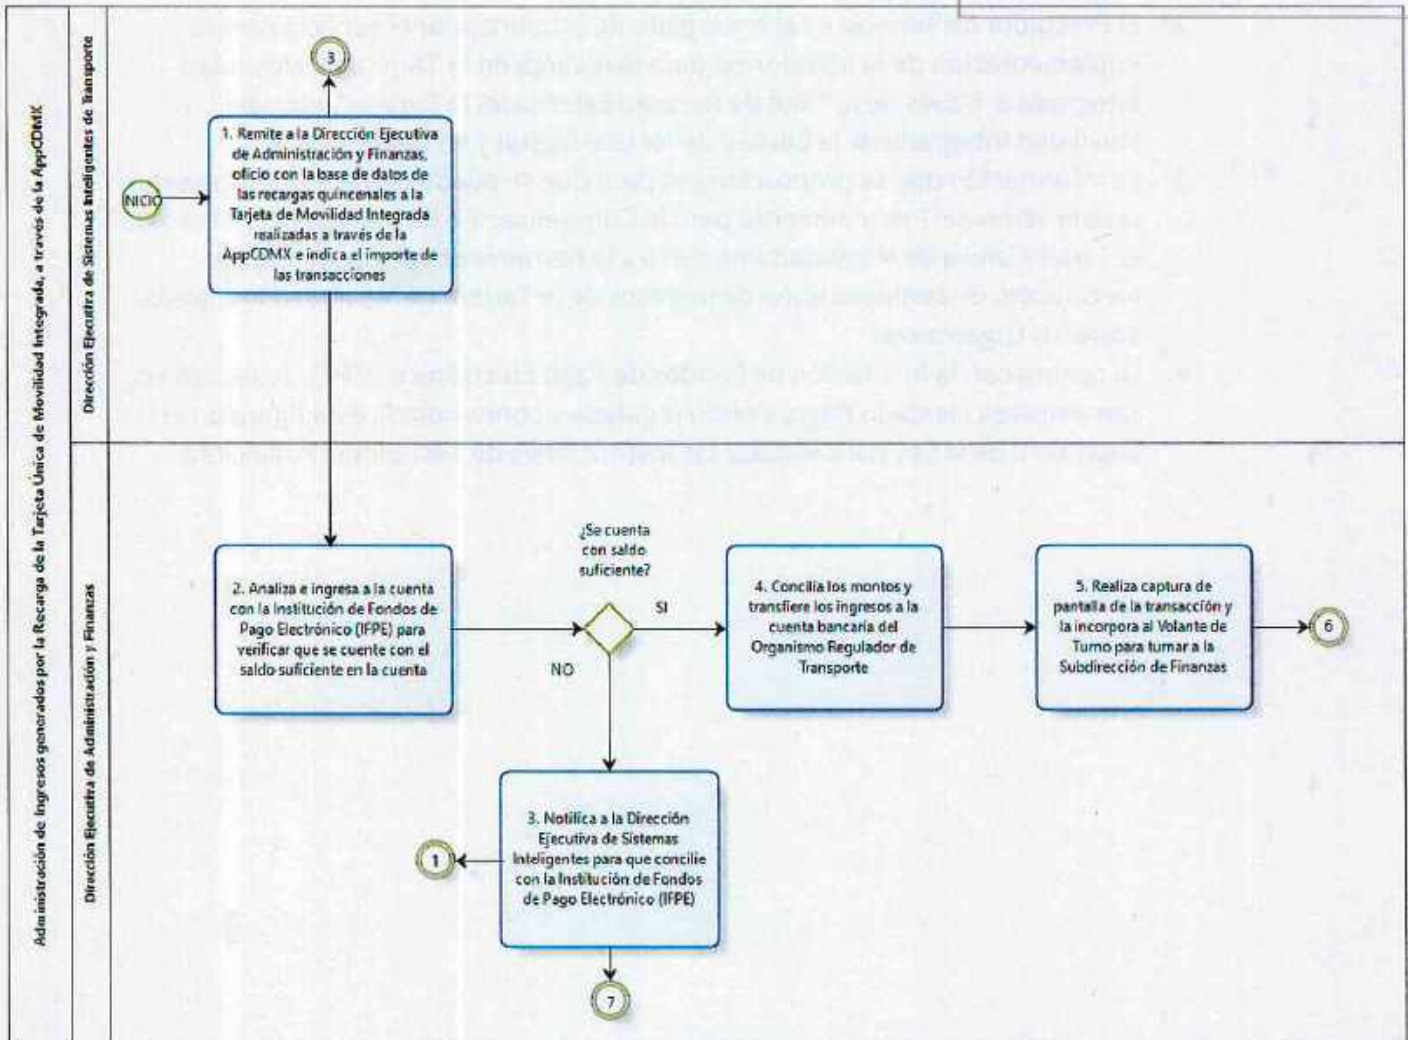 Administración de Ingresos generados por la Recarga de la Tarjeta Única de Movilidad Integrada, a través de la AppCDMX
Dirección Ejecutiva de Sistemas Inteligentes de Transporte
3
INICIO
1. Remite a la Dirección Ejecutiva
de Administración y Finanzas,
oficio con la base de datos de
las recargas quincenales a la
Tarjeta de Movilidad Integrada
realizadas a través de la
AppCDMX e indica el importe de
las transacciones
Dirección Ejecutiva de Administración y Finanzas
2. Analiza e ingresa a la cuenta
con la Institución de Fondos de
Pago Electrónico (IFPE) para
verificar que se cuente con el
saldo suficiente en la cuenta
¿Se cuenta
con saldo
suficiente?
SI
NO
4. Concilia los montos y
transfiere los ingresos a la
cuenta bancaria del
Organismo Regulador de
Transporte
5. Realiza captura de
pantalla de la transacción y
la incorpora al Volante de
Turno para turnar a la
Subdirección de Finanzas
6
3. Notifica a la Dirección
Ejecutiva de Sistemas
Inteligentes para que concilie
con la Institución de Fondos
de Pago Electrónico (IFPE)
1
7